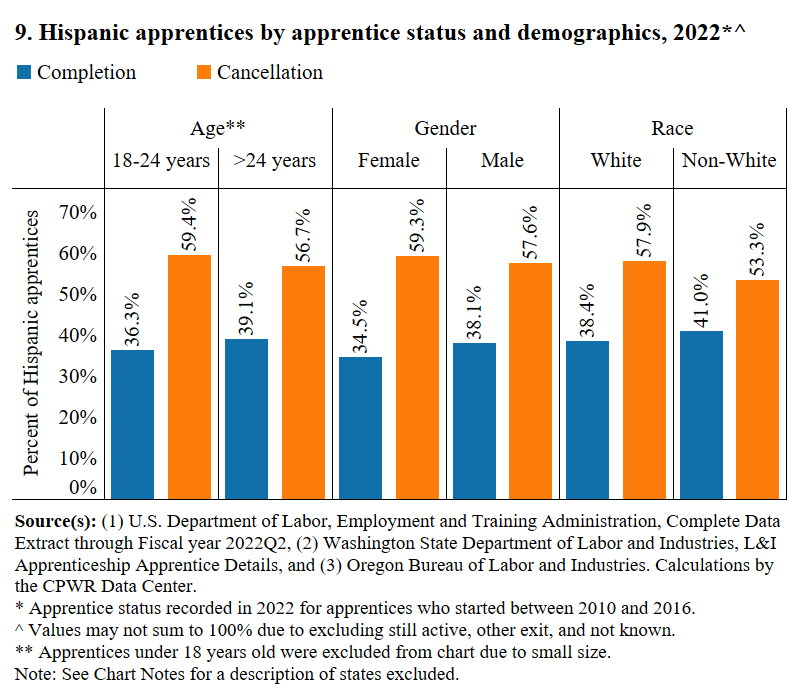 9. Hispanic apprentices by apprentice status and demographics, 2022*^
Completion Cancellation
Age** Gender Race
18-24 years >24 years Female Male White Non-White
Percent of Hispanic apprentices
70%
60%
50%
40%
30%
20%
10%
0%
36.3% 59.4% 39.1% 56.7% 34.5% 59.3% 38.1% 57.6% 38.4% 57.9% 41.0% 53.3%
Source(s): (1) U.S. Department of Labor, Employment and Training Administration, Complete Data
Extract through Fiscal year 2022Q2, (2) Washington State Department of Labor and Industries, L&I
Apprenticeship Apprentice Details, and (3) Oregon Bureau of Labor and Industries. Calculations by
the CPWR Data Center.
* Apprentice status recorded in 2022 for apprentices who started between 2010 and 2016.
^ Values may not sum to 100% due to excluding still active, other exit, and not known.
** Apprentices under 18 years old were excluded from chart due to small size.
Note: See Chart Notes for a description of states excluded.